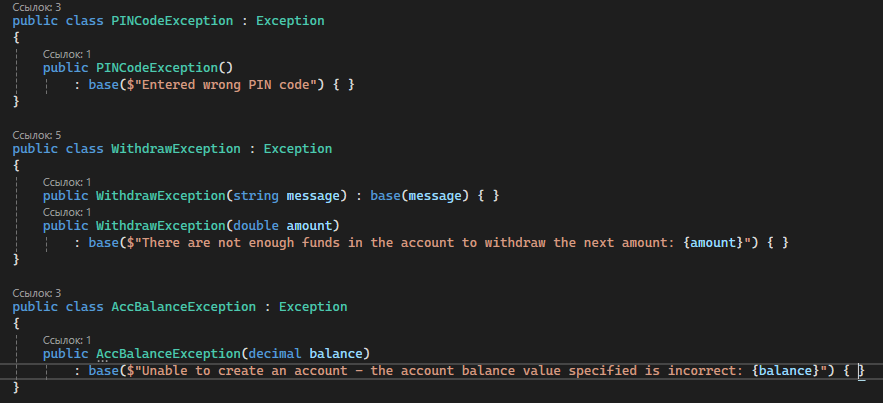 Ссылок: 3
public class PINCodeException : Exception
{
Ссылок: 1
public PINCodeException()
: base($"Entered wrong PIN code") { }
}
Ссылок: 5
public class WithdrawException : Exception
{
Ссылок: 1
public WithdrawException(string message) : base(message) { }
Ссылок: 1
public WithdrawException(double amount)
: base($"There are not enough funds in the account to withdraw the next amount: {amount}") { }
}
Ссылок: 3
public class AccBalanceException : Exception
{
Ссылок: 1
public AccBalanceException(decimal balance)
: base($"Unable to create an account - the account balance value specified is incorrect: {balance}") { }
}